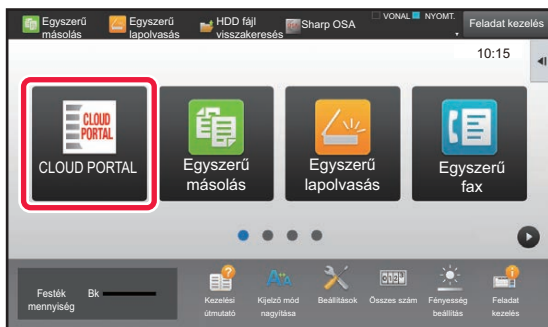 Egyszerű másolás
Egyszerű lapolvasás
HDD fájl visszakeresés
Sharp OSA
VONAL
NYOMT.
Feladat kezelés
10:15
CLOUD PORTAL
CLOUD PORTAL
Egyszerű másolás
Egyszerű lapolvasás
Egyszerű fax
Festék mennyiség
Bk
Kezelési útmutató
Kijelző mód nagyítása
Beállítások
Összes szám
Fényesség beállítás
Feladat kezelés